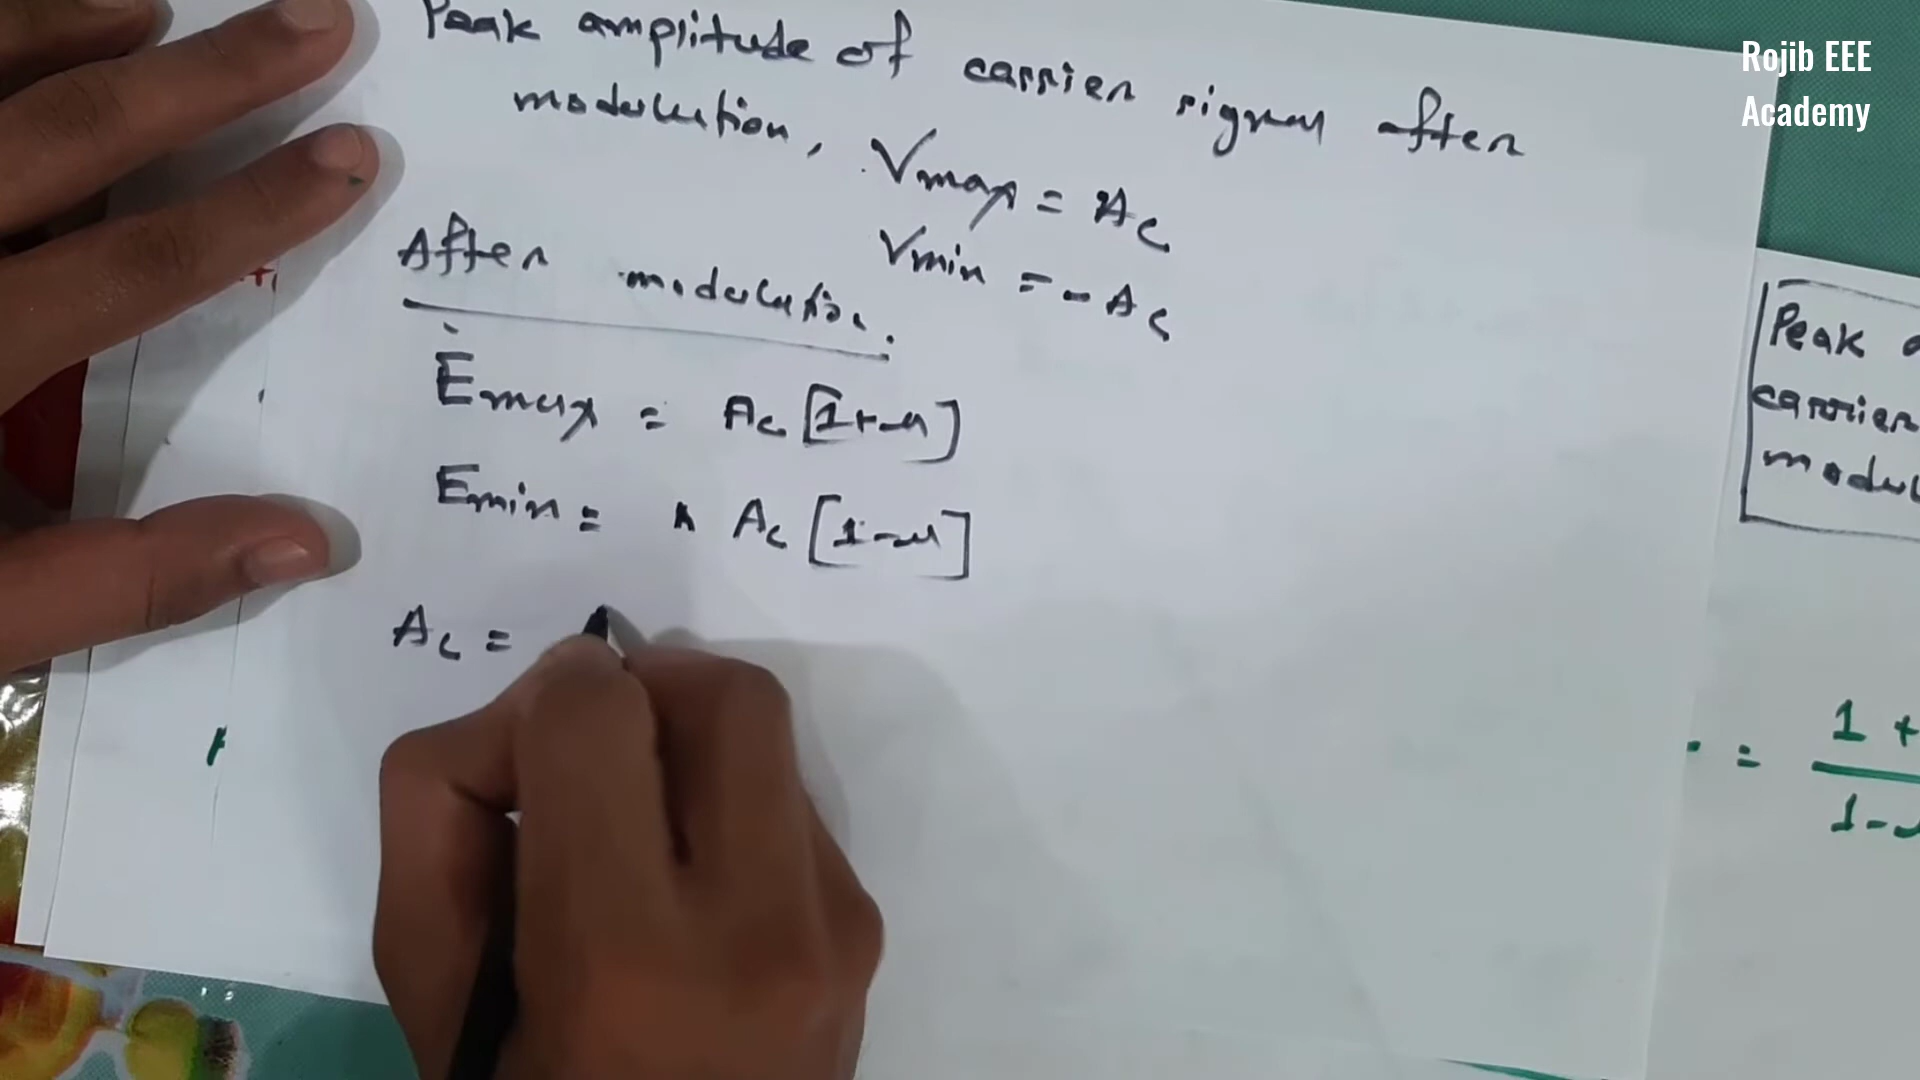 Peak amplitude of carrier signal after
modulation, Vmax = Ac
Vmin = - Ac
After modulation.
Emax = Ac [1+μ]
Emin = Ac [1-μ]
Ac =
Rojib EEE
Academy
Peak
carrier
modul
= 1 +
1-